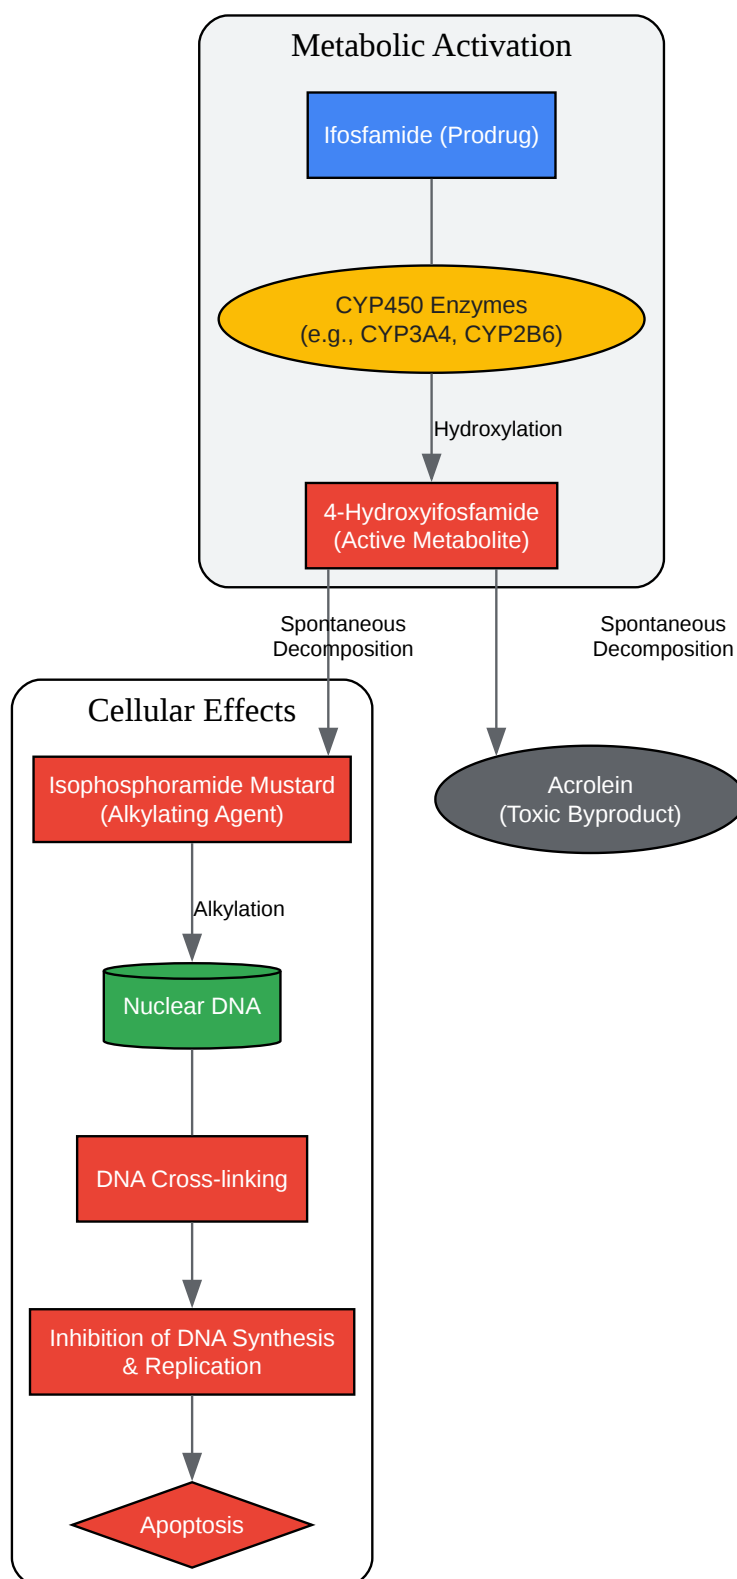 Metabolic Activation
Ifosfamide (Prodrug)
CYP450 Enzymes
(e.g., CYP3A4, CYP2B6)
Hydroxylation
4-Hydroxyifosfamide
(Active Metabolite)
Spontaneous
Decomposition
Spontaneous
Decomposition
Cellular Effects
Isophosphoramide Mustard
(Alkylating Agent)
Acrolein
(Toxic Byproduct)
Alkylation
Nuclear DNA
DNA Cross-linking
Inhibition of DNA Synthesis
& Replication
Apoptosis